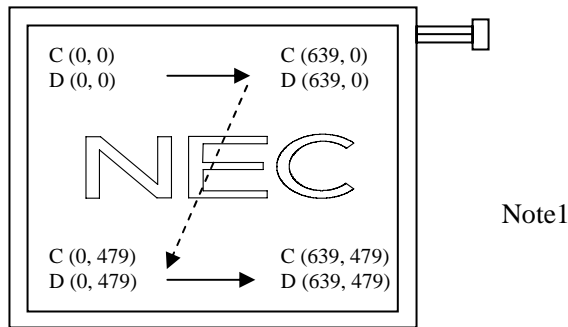 C (0, 0) C (639, 0)
D (0, 0) D (639, 0)
NEC
Note1
C (0, 479) C (639, 479)
D (0, 479) D (639, 479)